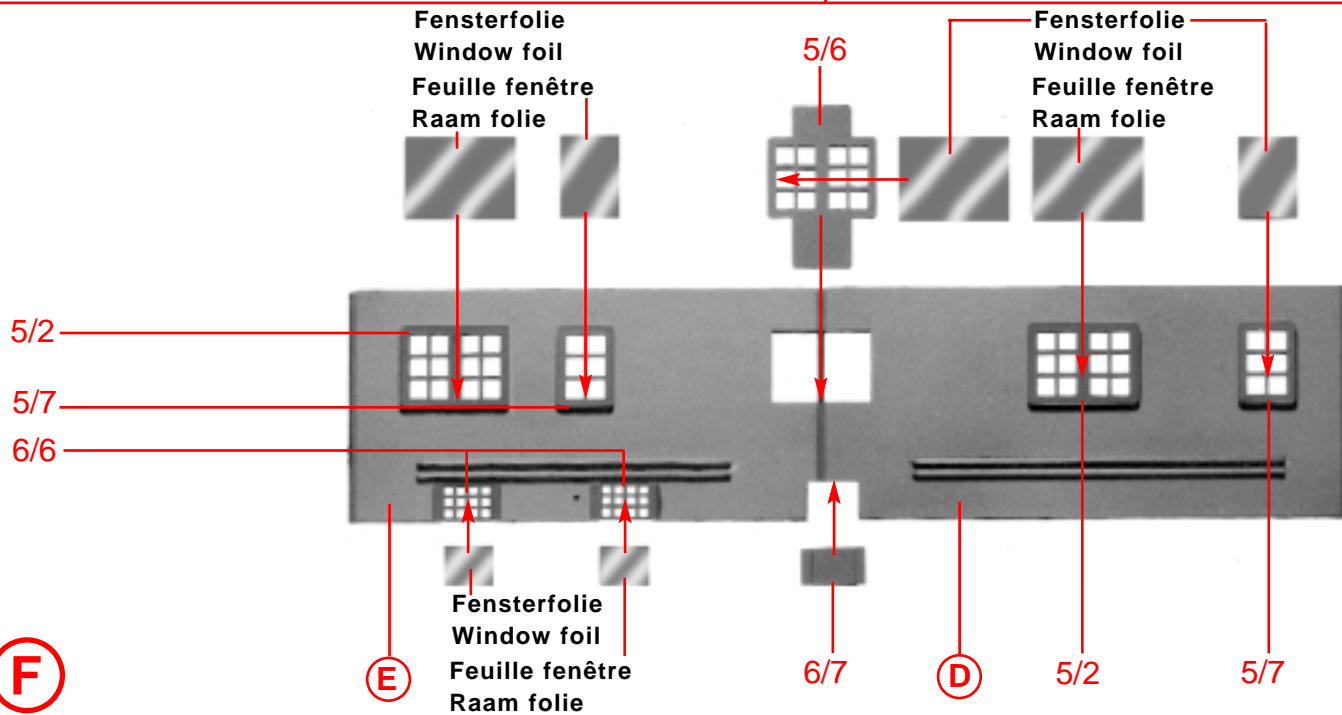 Fensterfolie
Window foil
Feuille fenêtre
Raam folie
5/6
Fensterfolie
Window foil
Feuille fenêtre
Raam folie
5/2
5/7
6/6
Fensterfolie
Window foil
Feuille fenêtre
Raam folie
F
E
6/7
D
5/2
5/7